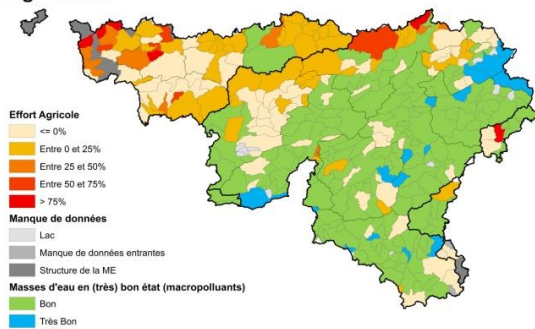 Effort Agricole
<= 0%
Entre 0 et 25%
Entre 25 et 50%
Entre 50 et 75%
> 75%
Manque de données
Lac
Manque de données entrantes
Structure de la ME
Masses d'eau en (très) bon état (macropolluants)
Bon
Très Bon